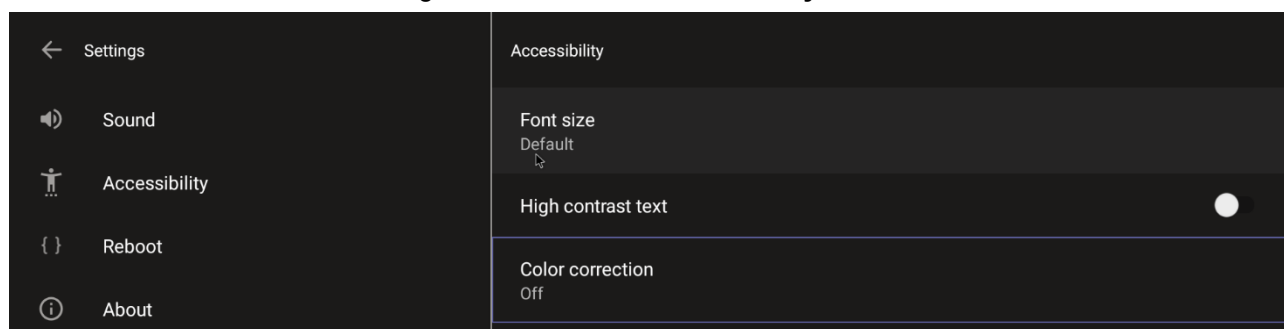 Settings
Sound
Accessibility
{ } Reboot
About
Accessibility
Font size
Default
High contrast text
Color correction
Off